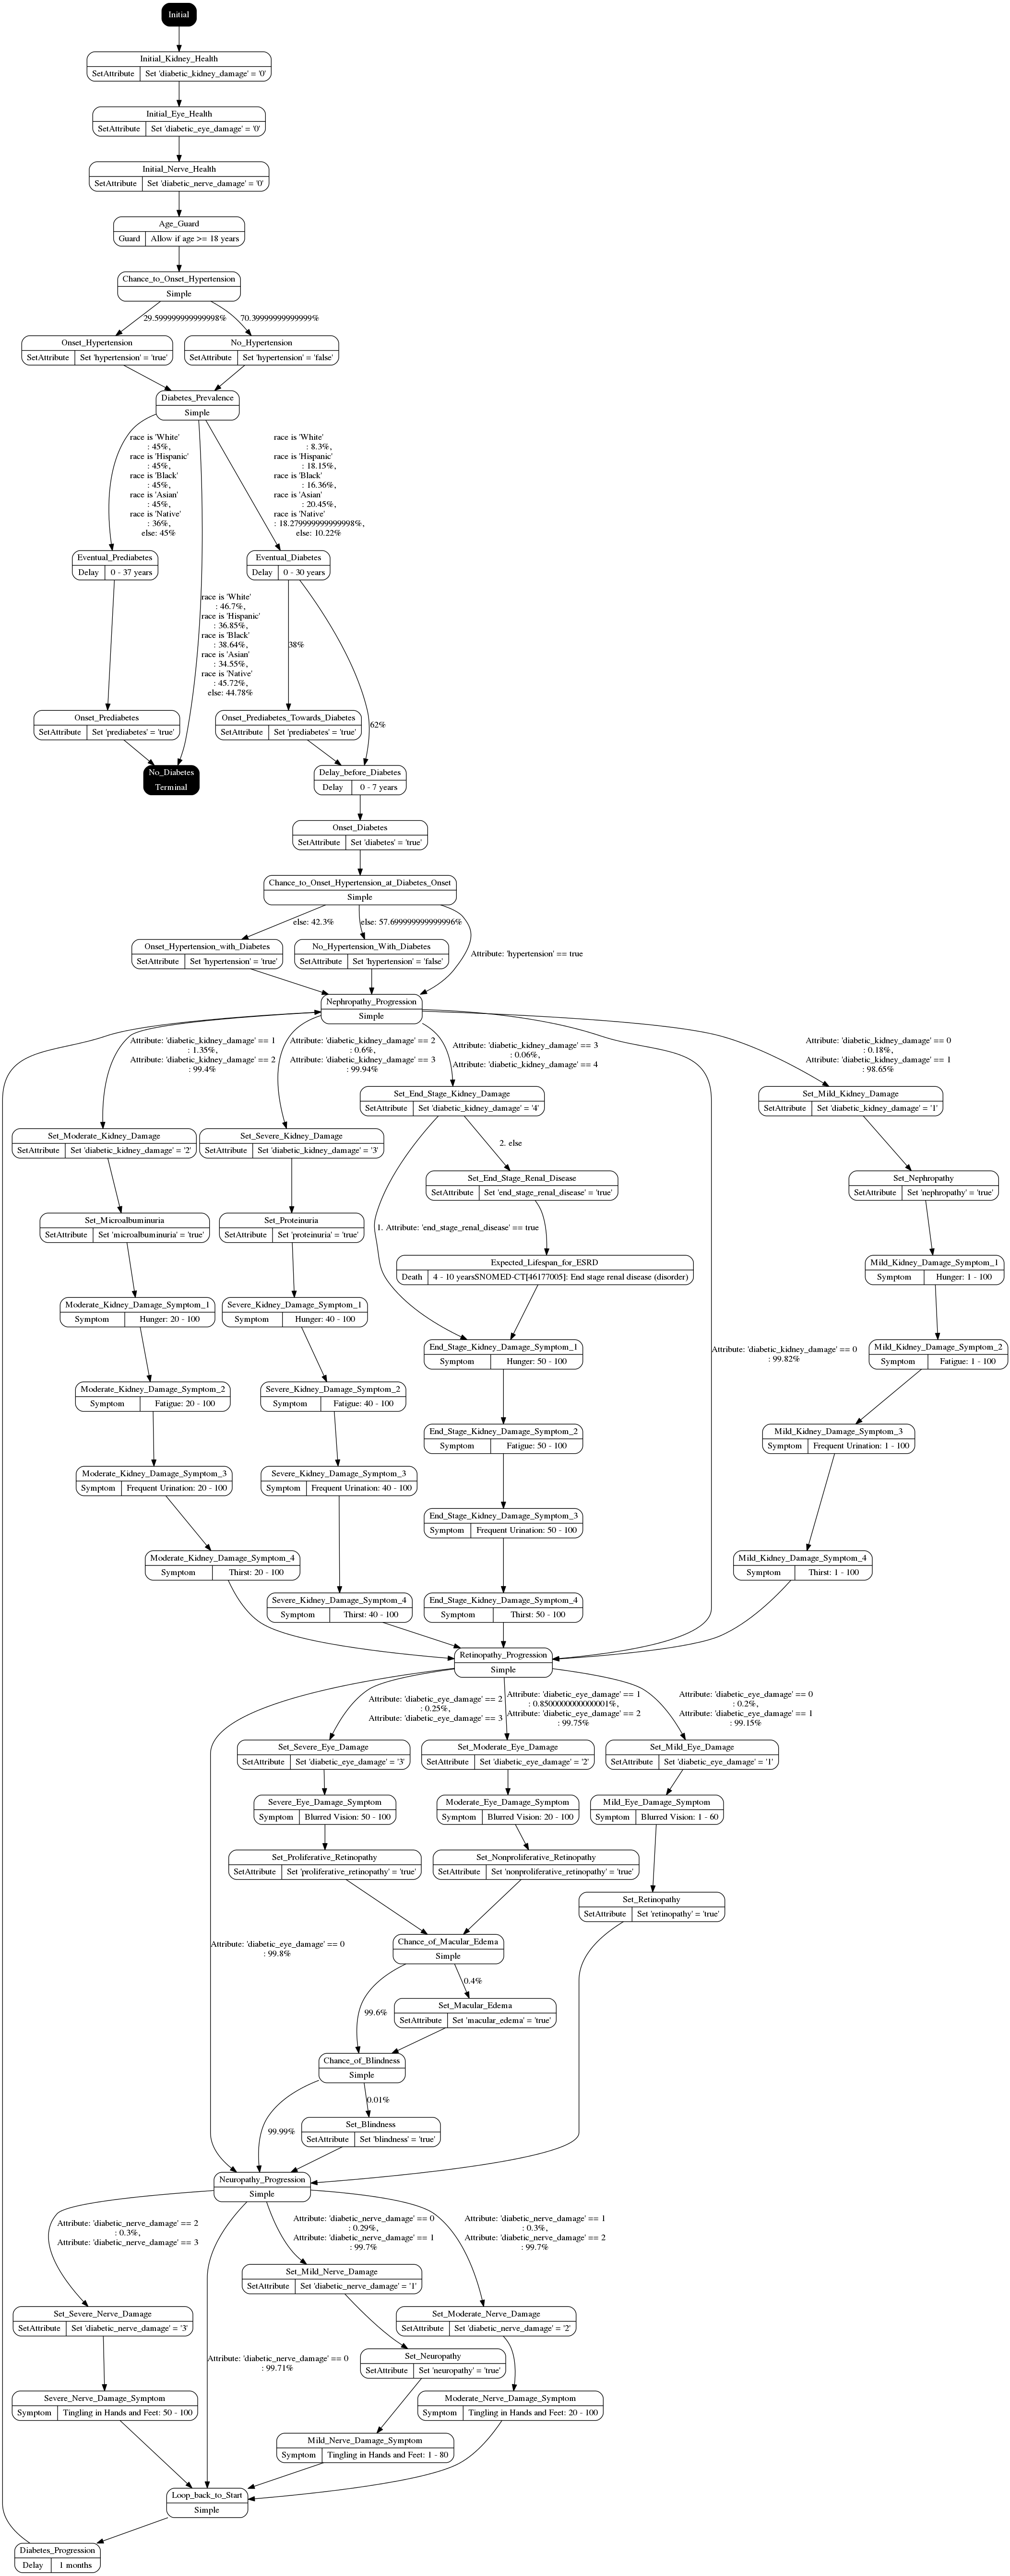 Initial
Initial_Kidney_Health
SetAttribute Set 'diabetic_kidney_damage' = '0'
Initial_Eye_Health
SetAttribute Set 'diabetic_eye_damage' = '0'
Initial_Nerve_Health
SetAttribute Set 'diabetic_nerve_damage' = '0'
Age_Guard
Guard Allow if age >= 18 years
Chance_to_Onset_Hypertension
Simple
29.599999999999998%
70.39999999999999%
Onset_Hypertension
SetAttribute Set 'hypertension' = 'true'
No_Hypertension
SetAttribute Set 'hypertension' = 'false'
Diabetes_Prevalence
Simple
race is 'White'
: 45%,
race is 'Hispanic'
: 45%,
race is 'Black'
: 45%,
race is 'Asian'
: 45%,
race is 'Native'
: 36%,
else: 45%
race is 'White'
: 8.3%,
race is 'Hispanic'
: 18.15%,
race is 'Black'
: 16.36%,
race is 'Asian'
: 20.45%,
race is 'Native'
: 18.279999999999998%,
else: 10.22%
Eventual_Prediabetes
Delay 0 - 37 years
Eventual_Diabetes
Delay 0 - 30 years
race is 'White'
: 46.7%,
race is 'Hispanic'
: 36.85%,
race is 'Black'
: 38.64%,
race is 'Asian'
: 34.55%,
race is 'Native'
: 45.72%,
else: 44.78%
38%
62%
Onset_Prediabetes
SetAttribute Set 'prediabetes' = 'true'
Onset_Prediabetes_Towards_Diabetes
SetAttribute Set 'prediabetes' = 'true'
No_Diabetes
Terminal
Delay_before_Diabetes
Delay 0 - 7 years
Onset_Diabetes
SetAttribute Set 'diabetes' = 'true'
Chance_to_Onset_Hypertension_at_Diabetes_Onset
Simple
else: 42.3%
else: 57.699999999999996%
Attribute: 'hypertension' == true
Onset_Hypertension_with_Diabetes
SetAttribute Set 'hypertension' = 'true'
No_Hypertension_With_Diabetes
SetAttribute Set 'hypertension' = 'false'
Nephropathy_Progression
Simple
Attribute: 'diabetic_kidney_damage' == 1
: 1.35%,
Attribute: 'diabetic_kidney_damage' == 2
: 99.4%
Attribute: 'diabetic_kidney_damage' == 2
: 0.6%,
Attribute: 'diabetic_kidney_damage' == 3
: 99.94%
Attribute: 'diabetic_kidney_damage' == 3
: 0.06%,
Attribute: 'diabetic_kidney_damage' == 4
Attribute: 'diabetic_kidney_damage' == 0
: 0.18%,
Attribute: 'diabetic_kidney_damage' == 1
: 98.65%
Set_End_Stage_Kidney_Damage
SetAttribute Set 'diabetic_kidney_damage' = '4'
Set_Mild_Kidney_Damage
SetAttribute Set 'diabetic_kidney_damage' = '1'
Set_Moderate_Kidney_Damage
SetAttribute Set 'diabetic_kidney_damage' = '2'
Set_Severe_Kidney_Damage
SetAttribute Set 'diabetic_kidney_damage' = '3'
2. else
Set_End_Stage_Renal_Disease
SetAttribute Set 'end_stage_renal_disease' = 'true'
Set_Nephropathy
SetAttribute Set 'nephropathy' = 'true'
Set_Microalbuminuria
SetAttribute Set 'microalbuminuria' = 'true'
Set_Proteinuria
SetAttribute Set 'proteinuria' = 'true'
1. Attribute: 'end_stage_renal_disease' == true
Expected_Lifespan_for_ESRD
Death 4 - 10 yearsSNOMED-CT[46177005]: End stage renal disease (disorder)
Mild_Kidney_Damage_Symptom_1
Symptom Hunger: 1 - 100
Moderate_Kidney_Damage_Symptom_1
Symptom Hunger: 20 - 100
Severe_Kidney_Damage_Symptom_1
Symptom Hunger: 40 - 100
End_Stage_Kidney_Damage_Symptom_1
Symptom Hunger: 50 - 100
Attribute: 'diabetic_kidney_damage' == 0
: 99.82%
Mild_Kidney_Damage_Symptom_2
Symptom Fatigue: 1 - 100
Moderate_Kidney_Damage_Symptom_2
Symptom Fatigue: 20 - 100
Severe_Kidney_Damage_Symptom_2
Symptom Fatigue: 40 - 100
End_Stage_Kidney_Damage_Symptom_2
Symptom Fatigue: 50 - 100
Mild_Kidney_Damage_Symptom_3
Symptom Frequent Urination: 1 - 100
Moderate_Kidney_Damage_Symptom_3
Symptom Frequent Urination: 20 - 100
Severe_Kidney_Damage_Symptom_3
Symptom Frequent Urination: 40 - 100
End_Stage_Kidney_Damage_Symptom_3
Symptom Frequent Urination: 50 - 100
Moderate_Kidney_Damage_Symptom_4
Symptom Thirst: 20 - 100
Mild_Kidney_Damage_Symptom_4
Symptom Thirst: 1 - 100
Severe_Kidney_Damage_Symptom_4
Symptom Thirst: 40 - 100
End_Stage_Kidney_Damage_Symptom_4
Symptom Thirst: 50 - 100
Retinopathy_Progression
Simple
Attribute: 'diabetic_eye_damage' == 2
: 0.25%,
Attribute: 'diabetic_eye_damage' == 3
Attribute: 'diabetic_eye_damage' == 1
: 0.8500000000000001%,
Attribute: 'diabetic_eye_damage' == 2
: 99.75%
Attribute: 'diabetic_eye_damage' == 0
: 0.2%,
Attribute: 'diabetic_eye_damage' == 1
: 99.15%
Set_Severe_Eye_Damage
SetAttribute Set 'diabetic_eye_damage' = '3'
Set_Moderate_Eye_Damage
SetAttribute Set 'diabetic_eye_damage' = '2'
Set_Mild_Eye_Damage
SetAttribute Set 'diabetic_eye_damage' = '1'
Severe_Eye_Damage_Symptom
Symptom Blurred Vision: 50 - 100
Moderate_Eye_Damage_Symptom
Symptom Blurred Vision: 20 - 100
Mild_Eye_Damage_Symptom
Symptom Blurred Vision: 1 - 60
Set_Proliferative_Retinopathy
SetAttribute Set 'proliferative_retinopathy' = 'true'
Set_Nonproliferative_Retinopathy
SetAttribute Set 'nonproliferative_retinopathy' = 'true'
Set_Retinopathy
SetAttribute Set 'retinopathy' = 'true'
Attribute: 'diabetic_eye_damage' == 0
: 99.8%
Chance_of_Macular_Edema
Simple
0.4%
99.6%
Set_Macular_Edema
SetAttribute Set 'macular_edema' = 'true'
Chance_of_Blindness
Simple
0.01%
99.99%
Set_Blindness
SetAttribute Set 'blindness' = 'true'
Neuropathy_Progression
Simple
Attribute: 'diabetic_nerve_damage' == 2
: 0.3%,
Attribute: 'diabetic_nerve_damage' == 3
Attribute: 'diabetic_nerve_damage' == 0
: 0.29%,
Attribute: 'diabetic_nerve_damage' == 1
: 99.7%
Attribute: 'diabetic_nerve_damage' == 1
: 0.3%,
Attribute: 'diabetic_nerve_damage' == 2
: 99.7%
Set_Mild_Nerve_Damage
SetAttribute Set 'diabetic_nerve_damage' = '1'
Set_Severe_Nerve_Damage
SetAttribute Set 'diabetic_nerve_damage' = '3'
Set_Moderate_Nerve_Damage
SetAttribute Set 'diabetic_nerve_damage' = '2'
Attribute: 'diabetic_nerve_damage' == 0
: 99.71%
Set_Neuropathy
SetAttribute Set 'neuropathy' = 'true'
Severe_Nerve_Damage_Symptom
Symptom Tingling in Hands and Feet: 50 - 100
Moderate_Nerve_Damage_Symptom
Symptom Tingling in Hands and Feet: 20 - 100
Mild_Nerve_Damage_Symptom
Symptom Tingling in Hands and Feet: 1 - 80
Loop_back_to_Start
Simple
Diabetes_Progression
Delay 1 months